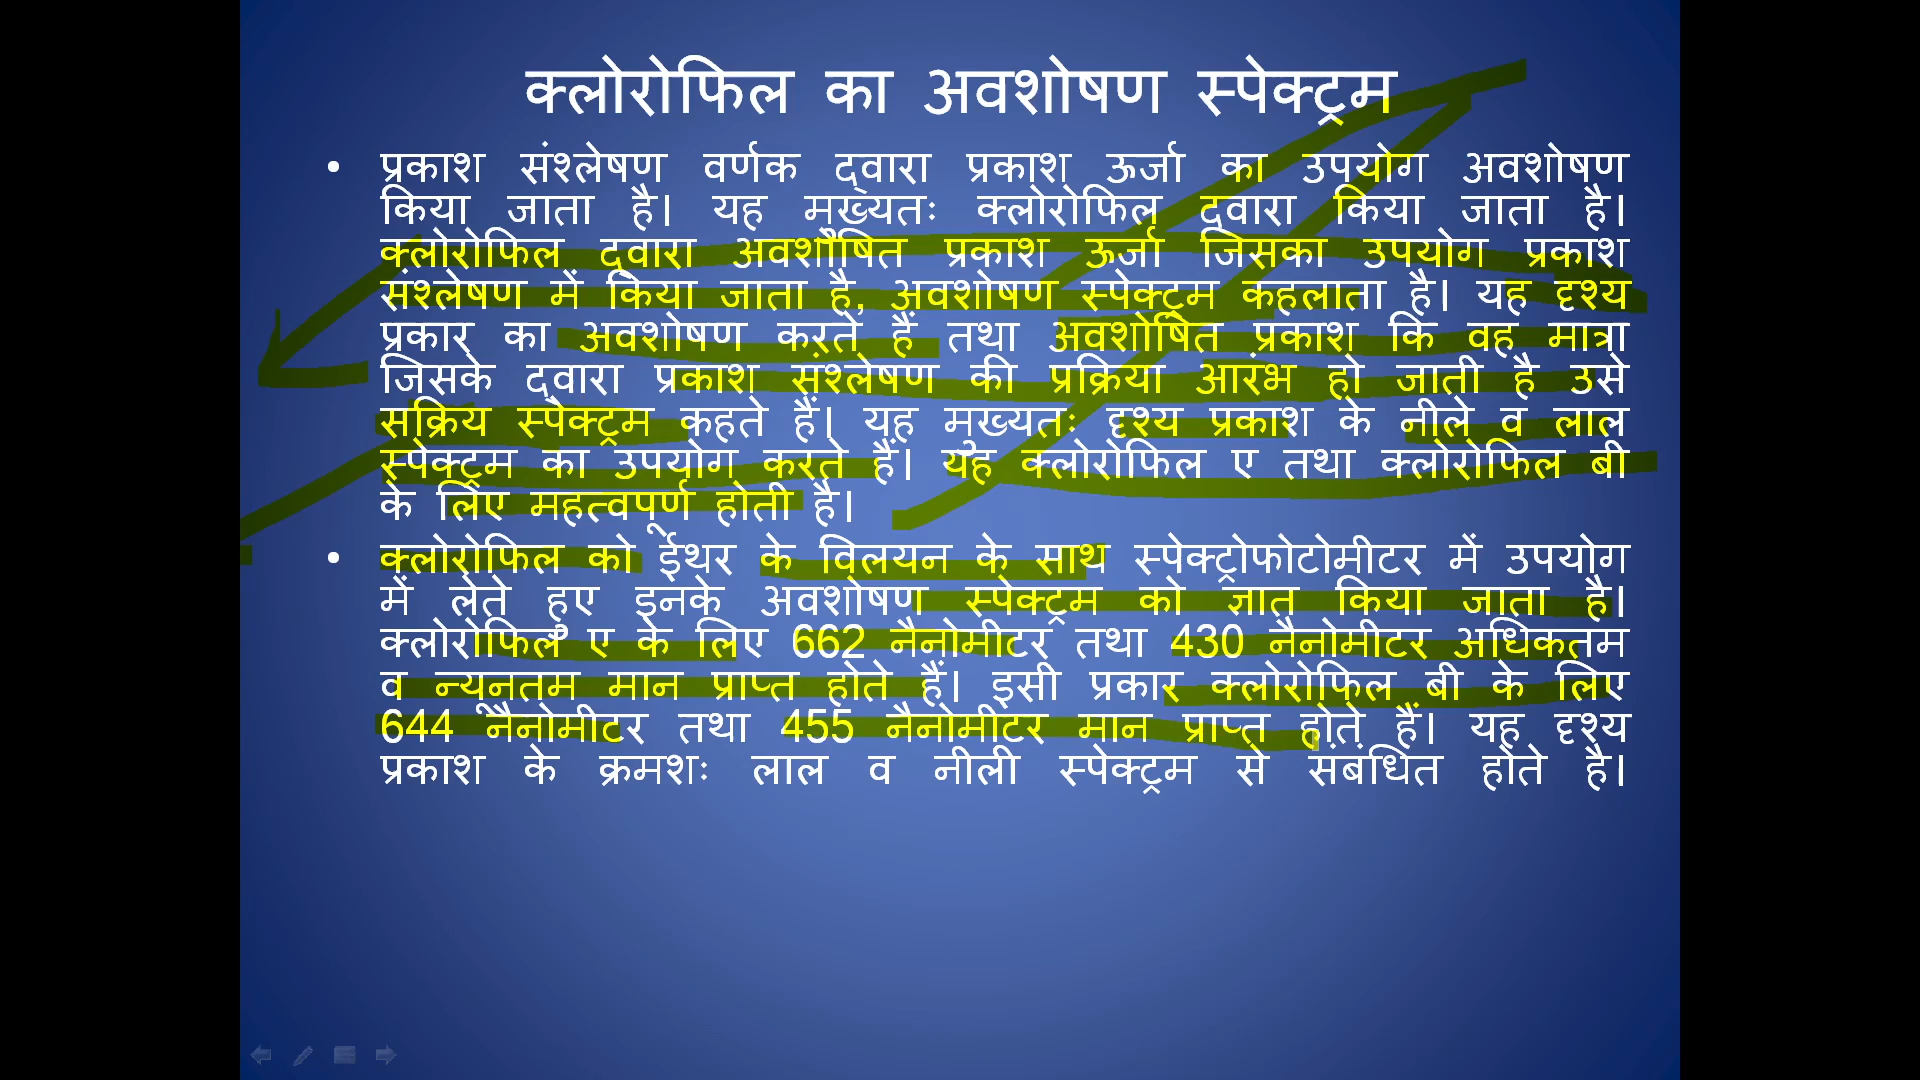 क्लोरोफिल का अवशोषण स्पेक्ट्रम
• प्रकाश संश्लेषण वर्णक द्वारा प्रकाश ऊर्जा का उपयोग अवशोषण
किया जाता है। यह मुख्यतः क्लोरोफिल द्वारा किया जाता है।
क्लोरोफिल द्वारा अवशोषित प्रकाश ऊर्जा जिसका उपयोग प्रकाश
संश्लेषण में किया जाता है, अवशोषण स्पेक्ट्रम कहलाता है। यह दृश्य
प्रकार का अवशोषण करते हैं तथा अवशोषित प्रकाश कि वह मात्रा
जिसके द्वारा प्रकाश संश्लेषण की प्रक्रिया आरंभ हो जाती है उसे
सक्रिय स्पेक्ट्रम कहते हैं। यह मुख्यतः दृश्य प्रकाश के नीले व लाल
स्पेक्ट्रम का उपयोग करते हैं। यह क्लोरोफिल ए तथा क्लोरोफिल बी
के लिए महत्वपूर्ण होती है।
• क्लोरोफिल को ईथर के विलयन के साथ स्पेक्ट्रोफोटोमीटर में उपयोग
में लेते हुए इनके अवशोषण स्पेक्ट्रम को ज्ञात किया जाता है।
क्लोरोफिल ए के लिए 662 नैनोमीटर तथा 430 नैनोमीटर अधिकतम
व न्यूनतम मान प्राप्त होते हैं। इसी प्रकार क्लोरोफिल बी के लिए
644 नैनोमीटर तथा 455 नैनोमीटर मान प्राप्त होते हैं। यह दृश्य
प्रकाश के क्रमशः लाल व नीली स्पेक्ट्रम से संबंधित होते है।